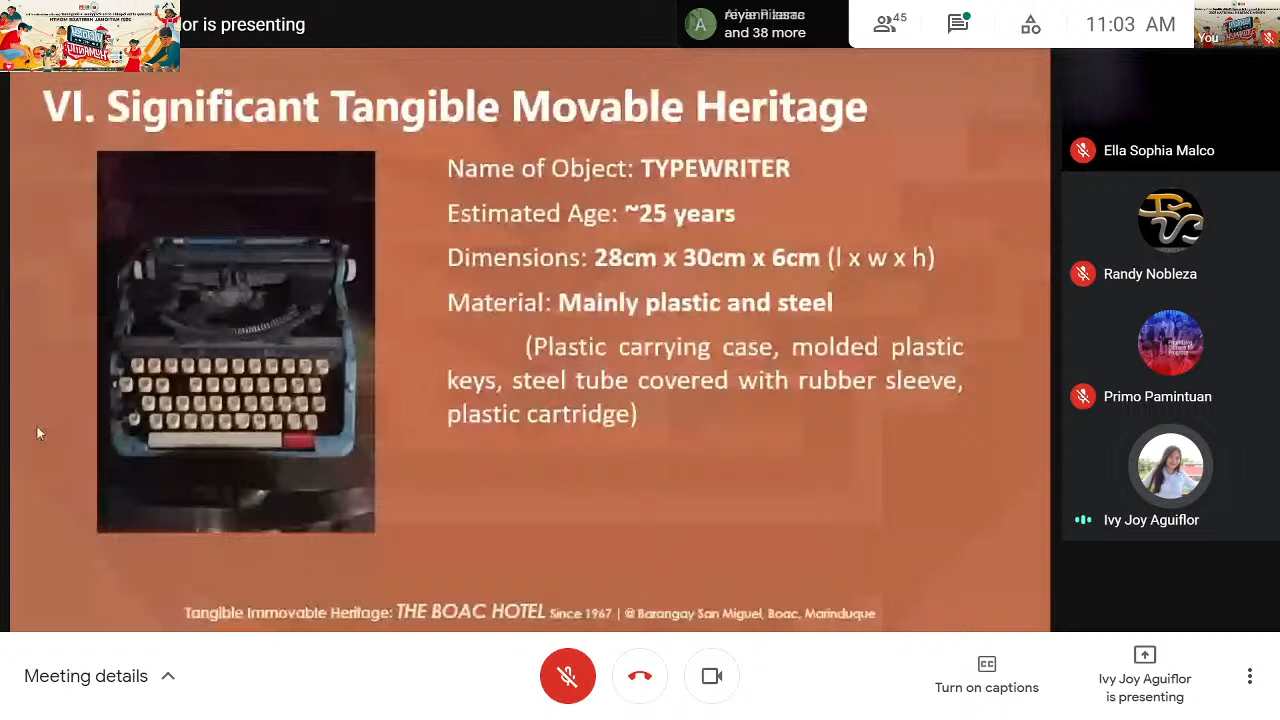 or is presenting
A
and 38 more
45
11:03 AM
You
VI. Significant Tangible Movable Heritage
Name of Object: TYPEWRITER
Estimated Age: ~25 years
Dimensions: 28cm x 30cm x 6cm (l x w x h)
Material: Mainly plastic and steel
(Plastic carrying case, molded plastic
keys, steel tube covered with rubber sleeve,
plastic cartridge)
Tangible Immovable Heritage: THE BOAC HOTEL Since 1967 | @ Barangay San Miguel, Boac, Marinduque
Ella Sophia Malco
Randy Nobleza
Primo Pamintuan
Ivy Joy Aguiflor
Meeting details
Turn on captions
Ivy Joy Aguiflor
is presenting